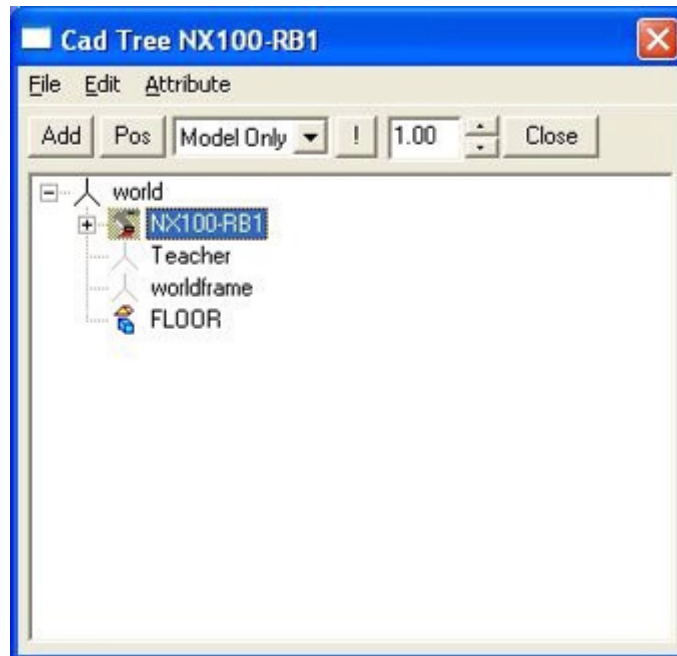 Cad Tree NX100-RB1
File Edit Attribute
Add Pos Model Only ! 1.00 Close
world
NX100-RB1
Teacher
worldframe
FLOOR